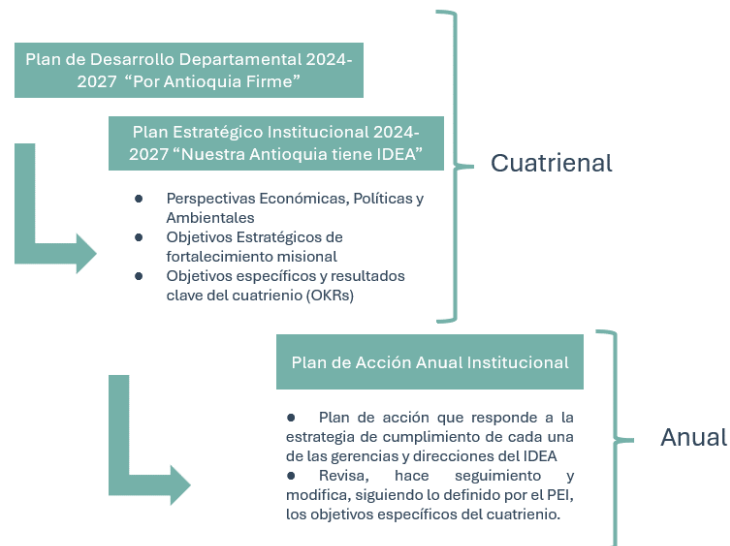 Plan de Desarrollo Departamental 2024-
2027 “Por Antioquia Firme”
Plan Estratégico Institucional 2024-
2027 “Nuestra Antioquia tiene IDEA”
Cuatrienal
● Perspectivas Económicas, Políticas y
Ambientales
● Objetivos Estratégicos de
fortalecimiento misional
● Objetivos específicos y resultados
clave del cuatrienio (OKRs)
Plan de Acción Anual Institucional
● Plan de acción que responde a la
estrategia de cumplimiento de cada una
de las gerencias y direcciones del IDEA
● Revisa, hace seguimiento y
modifica, siguiendo lo definido por el PEI,
los objetivos específicos del cuatrienio.
Anual